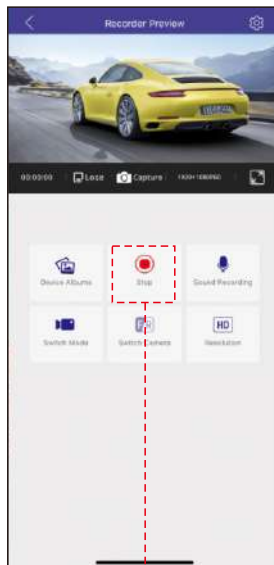 Recorder Preview
00:00:00 Lose Capture 1920*1080P60
Device Albums Stop Sound Recording
HD
Switch Mode Switch Camera Resolution